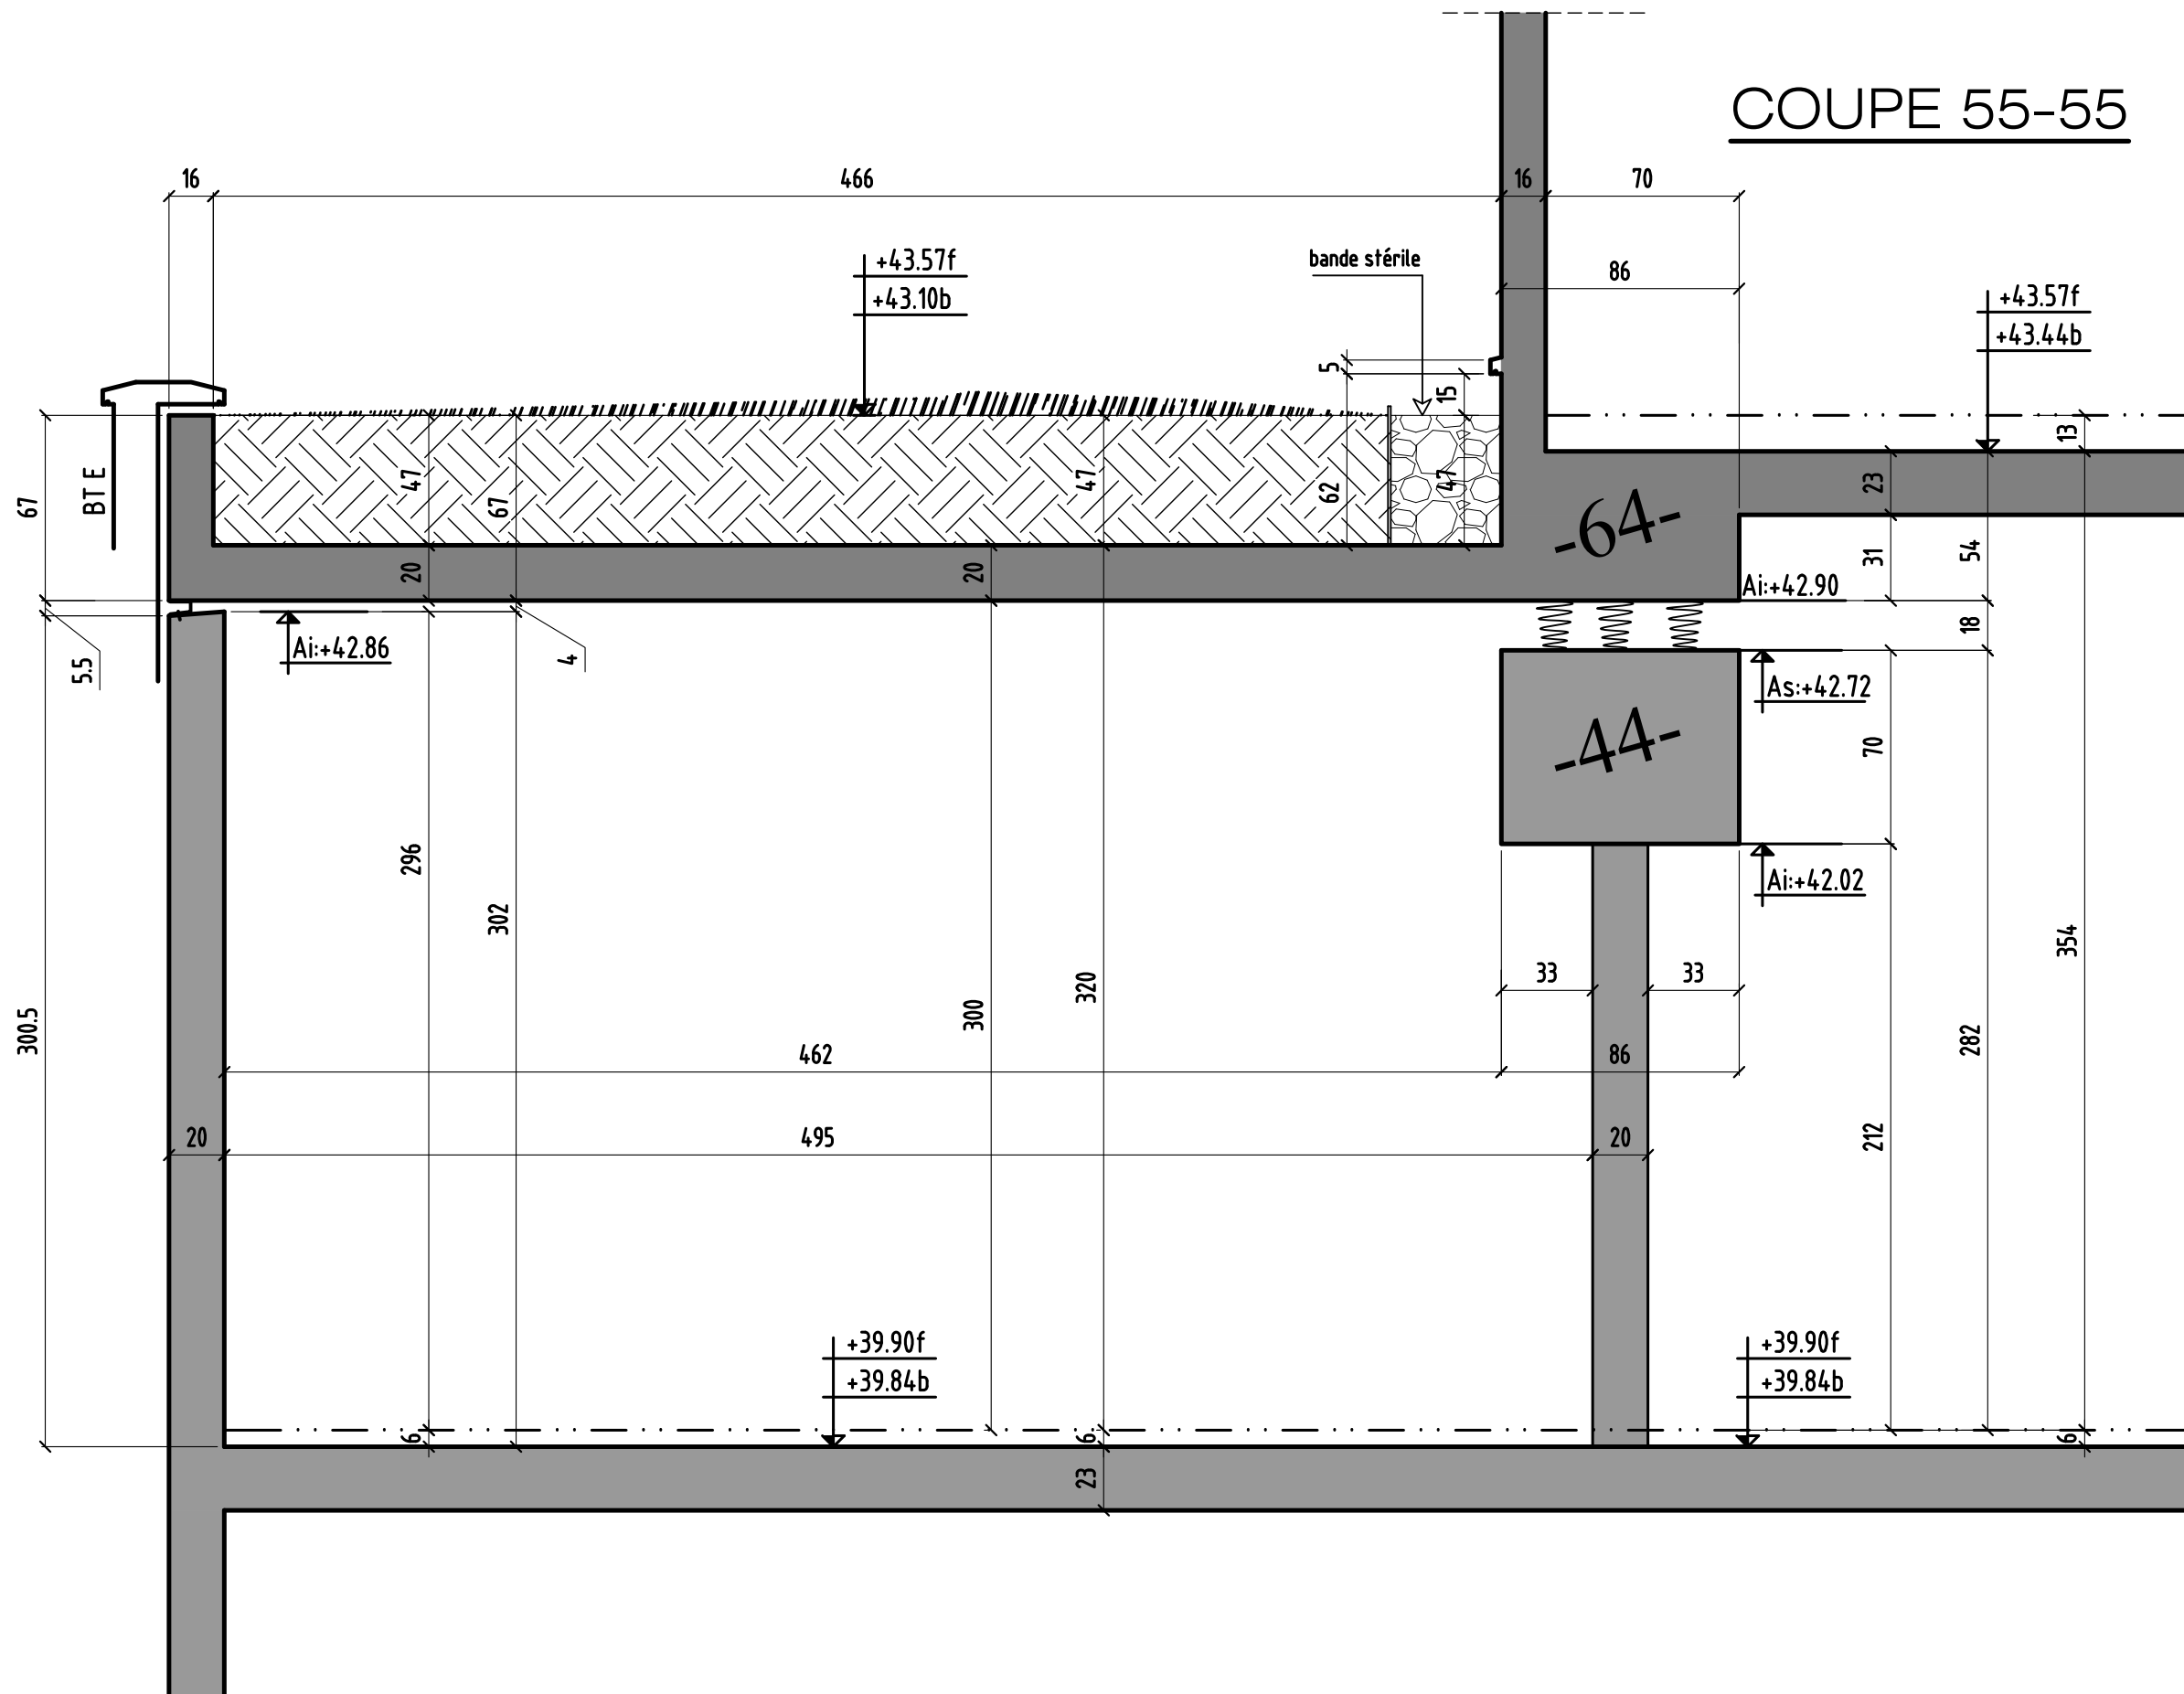 COUPE 55-55
16
466
16
70
+43.57f
+43.10b
bande stérile
86
+43.57f
+43.44b
5
15
13
BTE
67
47
67
47
62
47
-64-
23
31
54
20
20
Ai:+42.90
Ai:+42.86
5.5
4
18
As:+42.72
-44-
70
Ai:+42.02
296
302
300
320
354
33
33
300.5
282
462
86
212
20
495
20
+39.90f
+39.84b
+39.90f
+39.84b
6
6
6
23